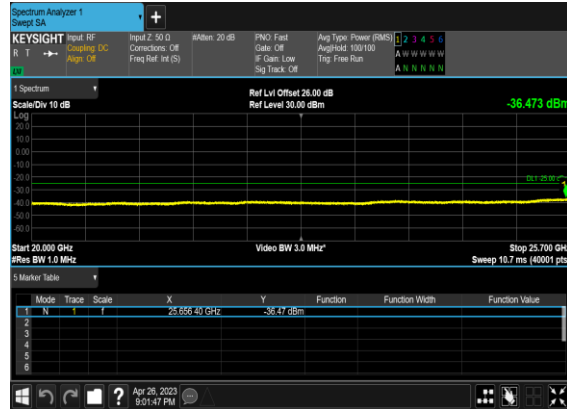 Spectrum Analyzer 1
Swept SA
+
KEYSIGHT Input: RF Input Z: 50 Ω #Atten: 20 dB PNO: Fast Avg Type: Power (RMS) 1 2 3 4 5 6
R T Coupling: DC Corrections: Off Gate: Off Avg|Hold: 100/100 A W W W W W
Align: Off Freq Ref: Int (S) IF Gain: Low Trig: Free Run
Sig Track: Off A N N N N N
1 Spectrum Ref Lvl Offset 26.00 dB
Scale/Div 10 dB Ref Level 30.00 dBm -36.473 dBm
Log
20.0
10.0
0.00
-10.0
-20.0
DL1 -25.00
-30.0
-40.0
-50.0
-60.0
Start 20.000 GHz Video BW 3.0 MHz* Stop 25.700 GH
#Res BW 1.0 MHz Sweep 10.7 ms (40001 pts
5 Marker Table
Mode Trace Scale X Y Function Function Width Function Value
1 N 1 f 25.656 40 GHz -36.47 dBm
2
3
4
5
6
? Apr 26, 2023
9:01:47 PM